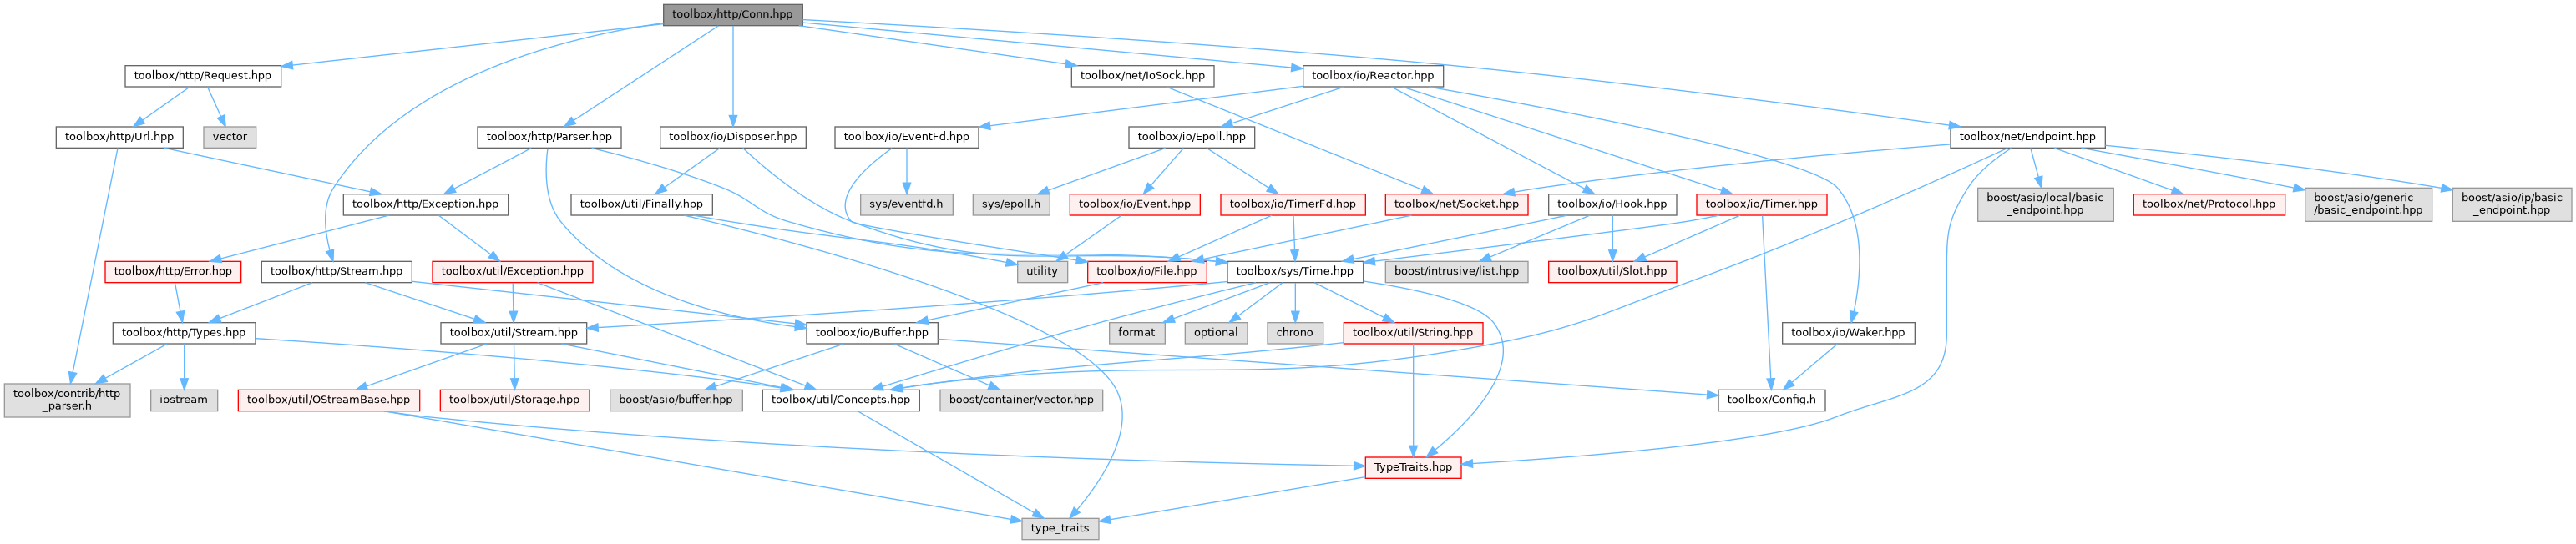 toolbox/http/Conn.hpp
toolbox/http/Request.hpp
toolbox/net/IoSock.hpp
toolbox/io/Reactor.hpp
toolbox/http/Url.hpp
vector
toolbox/http/Parser.hpp
toolbox/io/Disposer.hpp
toolbox/io/EventFd.hpp
toolbox/io/Epoll.hpp
toolbox/net/Endpoint.hpp
toolbox/http/Exception.hpp
toolbox/util/Finally.hpp
sys/eventfd.h
sys/epoll.h
toolbox/io/Event.hpp
toolbox/io/TimerFd.hpp
toolbox/net/Socket.hpp
toolbox/io/Hook.hpp
toolbox/io/Timer.hpp
boost/asio/local/basic
_endpoint.hpp
toolbox/net/Protocol.hpp
boost/asio/generic
/basic_endpoint.hpp
boost/asio/ip/basic
_endpoint.hpp
toolbox/http/Error.hpp
toolbox/http/Stream.hpp
toolbox/util/Exception.hpp
utility
toolbox/io/File.hpp
toolbox/sys/Time.hpp
boost/intrusive/list.hpp
toolbox/util/Slot.hpp
toolbox/http/Types.hpp
toolbox/util/Stream.hpp
toolbox/io/Buffer.hpp
format
optional
chrono
toolbox/util/String.hpp
toolbox/io/Waker.hpp
toolbox/contrib/http
_parser.h
iostream
toolbox/util/OStreamBase.hpp
toolbox/util/Storage.hpp
boost/asio/buffer.hpp
toolbox/util/Concepts.hpp
boost/container/vector.hpp
toolbox/Config.h
TypeTraits.hpp
type_traits